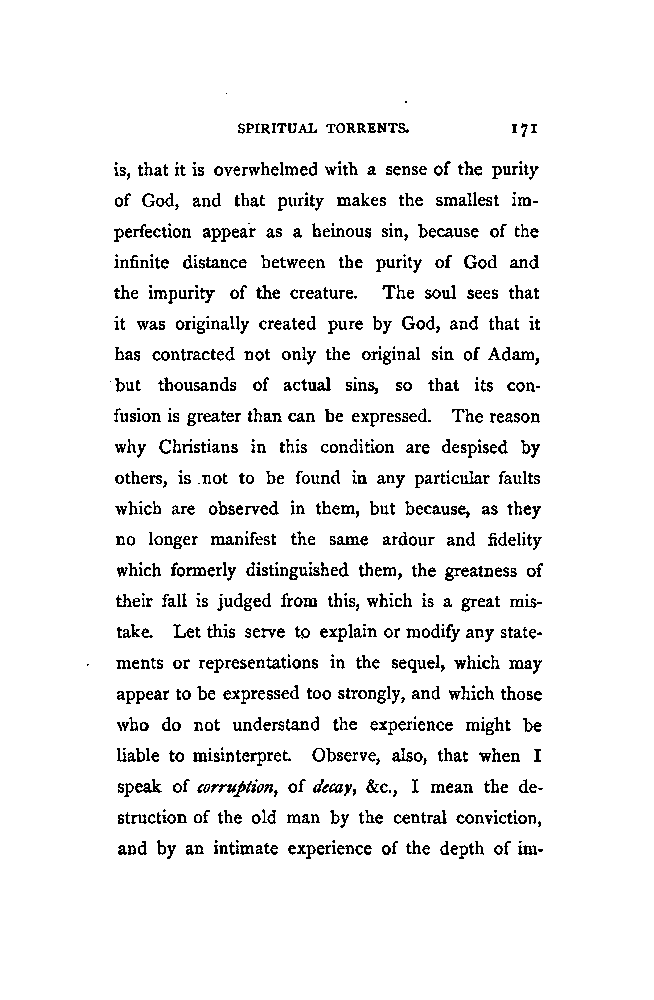 SPIRITUAL TORRENTS. 171
is, that it is overwhelmed with a sense of the purity
of God, and that purity makes the smallest im-
perfection appear as a heinous sin, because of the
infinite distance between the purity of God and
the impurity of the creature. The soul sees that
it was originally created pure by God, and that it
has contracted not only the original sin of Adam,
but thousands of actual sins, so that its con-
fusion is greater than can be expressed. The reason
why Christians in this condition are despised by
others, is not to be found in any particular faults
which are observed in them, but because, as they
no longer manifest the same ardour and fidelity
which formerly distinguished them, the greatness of
their fall is judged from this, which is a great mis-
take. Let this serve to explain or modify any state-
ments or representations in the sequel, which may
appear to be expressed too strongly, and which those
who do not understand the experience might be
liable to misinterpret. Observe, also, that when I
speak of corruption, of decay, &c., I mean the de-
struction of the old man by the central conviction,
and by an intimate experience of the depth of im-